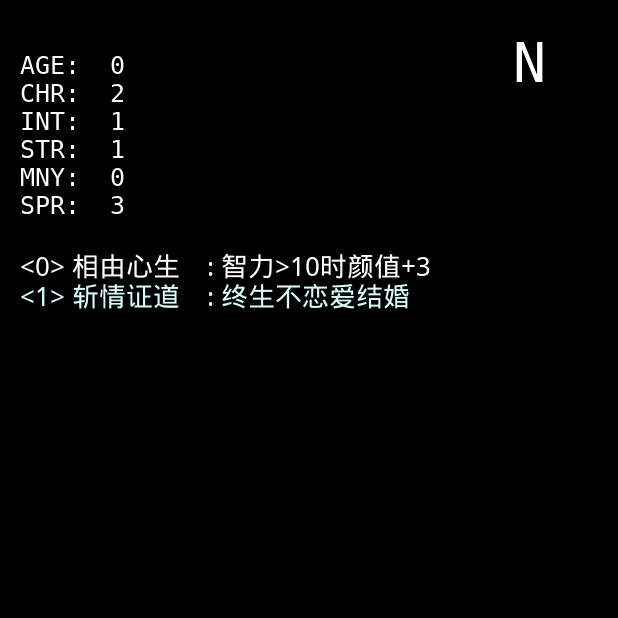 N
AGE: 0
CHR: 2
INT: 1
STR: 1
MNY: 0
SPR: 3
<0> 相由心生 : 智力>10时颜值+3
<1> 斩情证道 : 终生不恋爱结婚